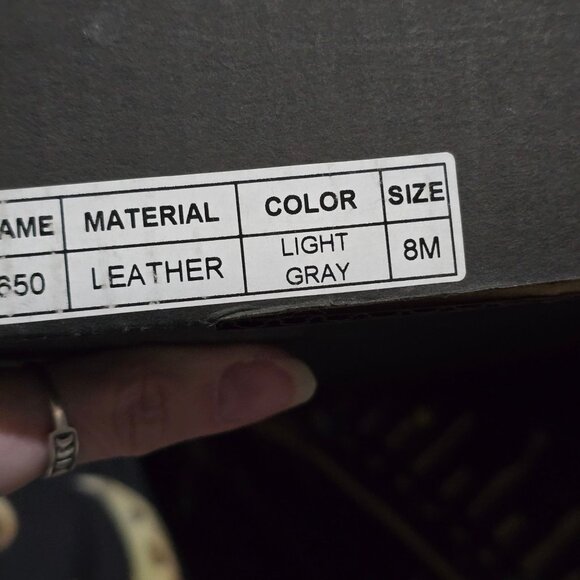 AME MATERIAL COLOR SIZE
650 LEATHER LIGHT GRAY 8M